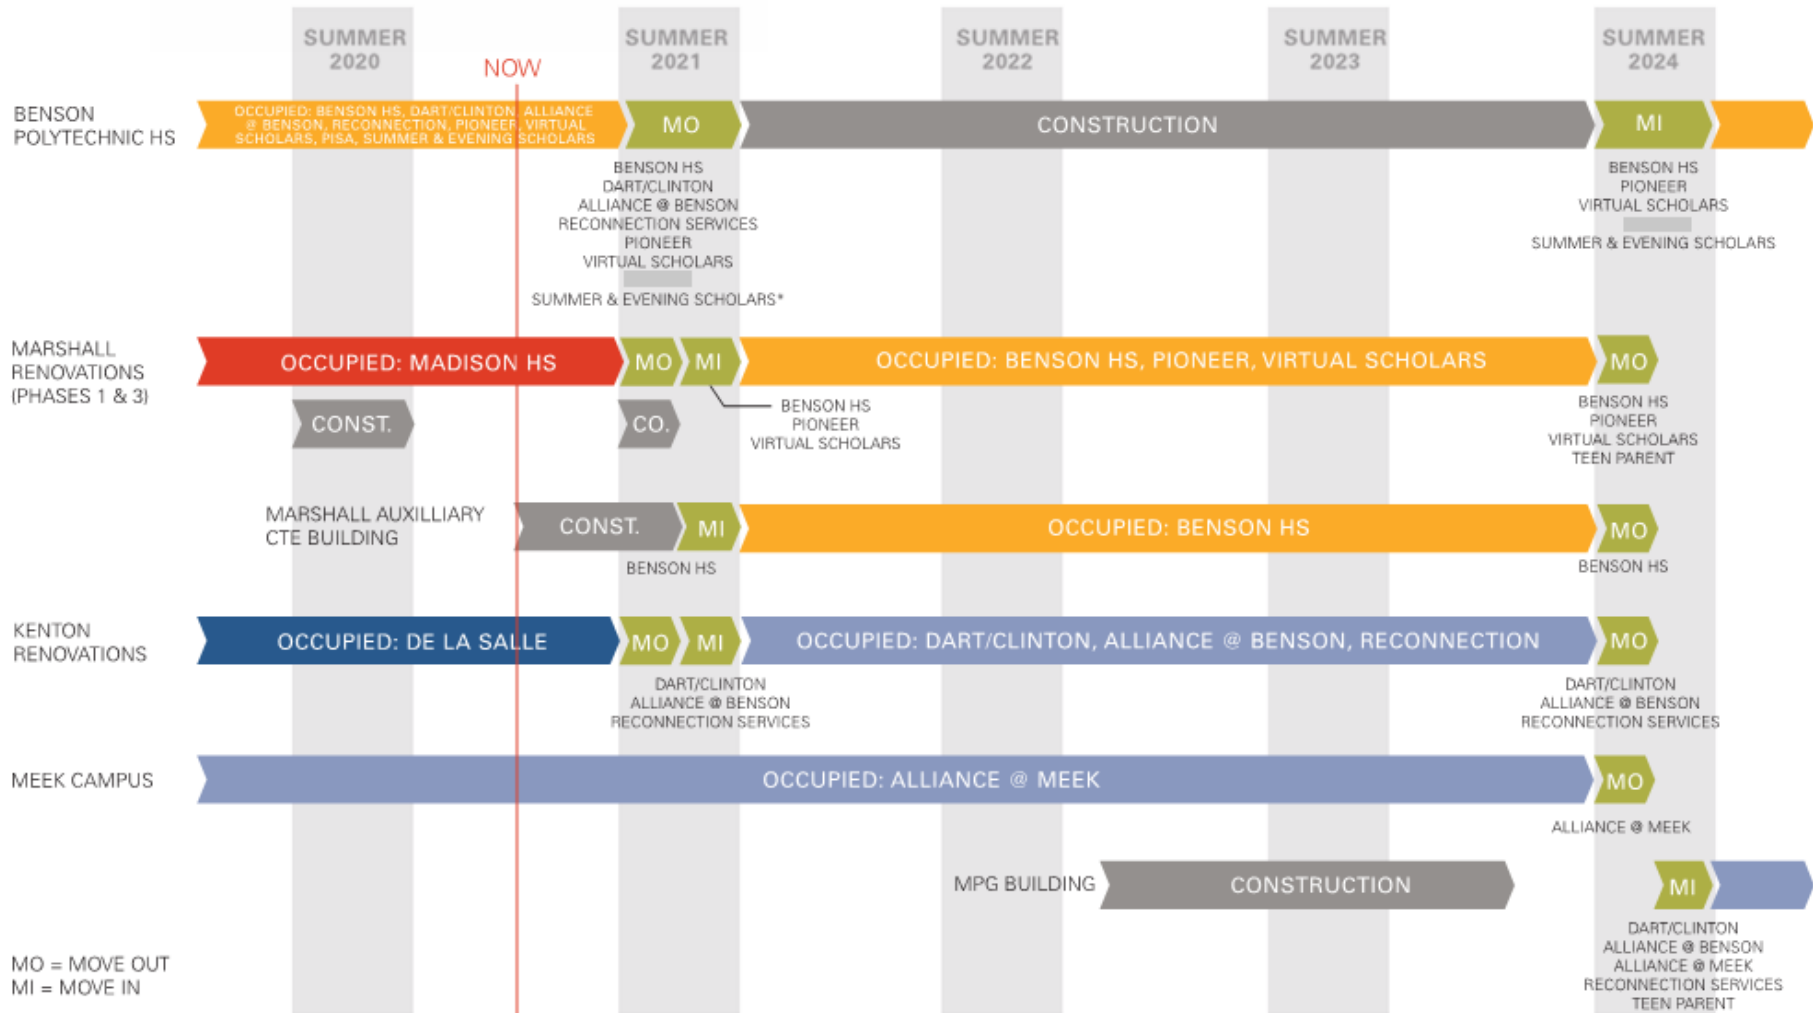 SUMMER
2020
SUMMER
2021
SUMMER
2022
SUMMER
2023
SUMMER
2024
NOW
BENSON
POLYTECHNIC HS
OCCUPIED: BENSON HS, DART/CLINTON, ALLIANCE
@ BENSON, RECONNECTION, PIONEER, VIRTUAL
SCHOLARS, PISA, SUMMER & EVENING SCHOLARS
MO
CONSTRUCTION
MI
BENSON HS
DART/CLINTON
ALLIANCE @ BENSON
RECONNECTION SERVICES
PIONEER
VIRTUAL SCHOLARS
SUMMER & EVENING SCHOLARS*
BENSON HS
PIONEER
VIRTUAL SCHOLARS
SUMMER & EVENING SCHOLARS
MARSHALL
RENOVATIONS
(PHASES 1 & 3)
OCCUPIED: MADISON HS
MO
MI
OCCUPIED: BENSON HS, PIONEER, VIRTUAL SCHOLARS
MO
CONST.
CO.
BENSON HS
PIONEER
VIRTUAL SCHOLARS
BENSON HS
PIONEER
VIRTUAL SCHOLARS
TEEN PARENT
MARSHALL AUXILLIARY
CTE BUILDING
CONST.
MI
OCCUPIED: BENSON HS
MO
BENSON HS
BENSON HS
KENTON
RENOVATIONS
OCCUPIED: DE LA SALLE
MO
MI
OCCUPIED: DART/CLINTON, ALLIANCE @ BENSON, RECONNECTION
MO
DART/CLINTON
ALLIANCE @ BENSON
RECONNECTION SERVICES
DART/CLINTON
ALLIANCE @ BENSON
RECONNECTION SERVICES
MEEK CAMPUS
OCCUPIED: ALLIANCE @ MEEK
MO
ALLIANCE @ MEEK
MPG BUILDING
CONSTRUCTION
MI
DART/CLINTON
ALLIANCE @ BENSON
ALLIANCE @ MEEK
RECONNECTION SERVICES
TEEN PARENT
MO = MOVE OUT
MI = MOVE IN